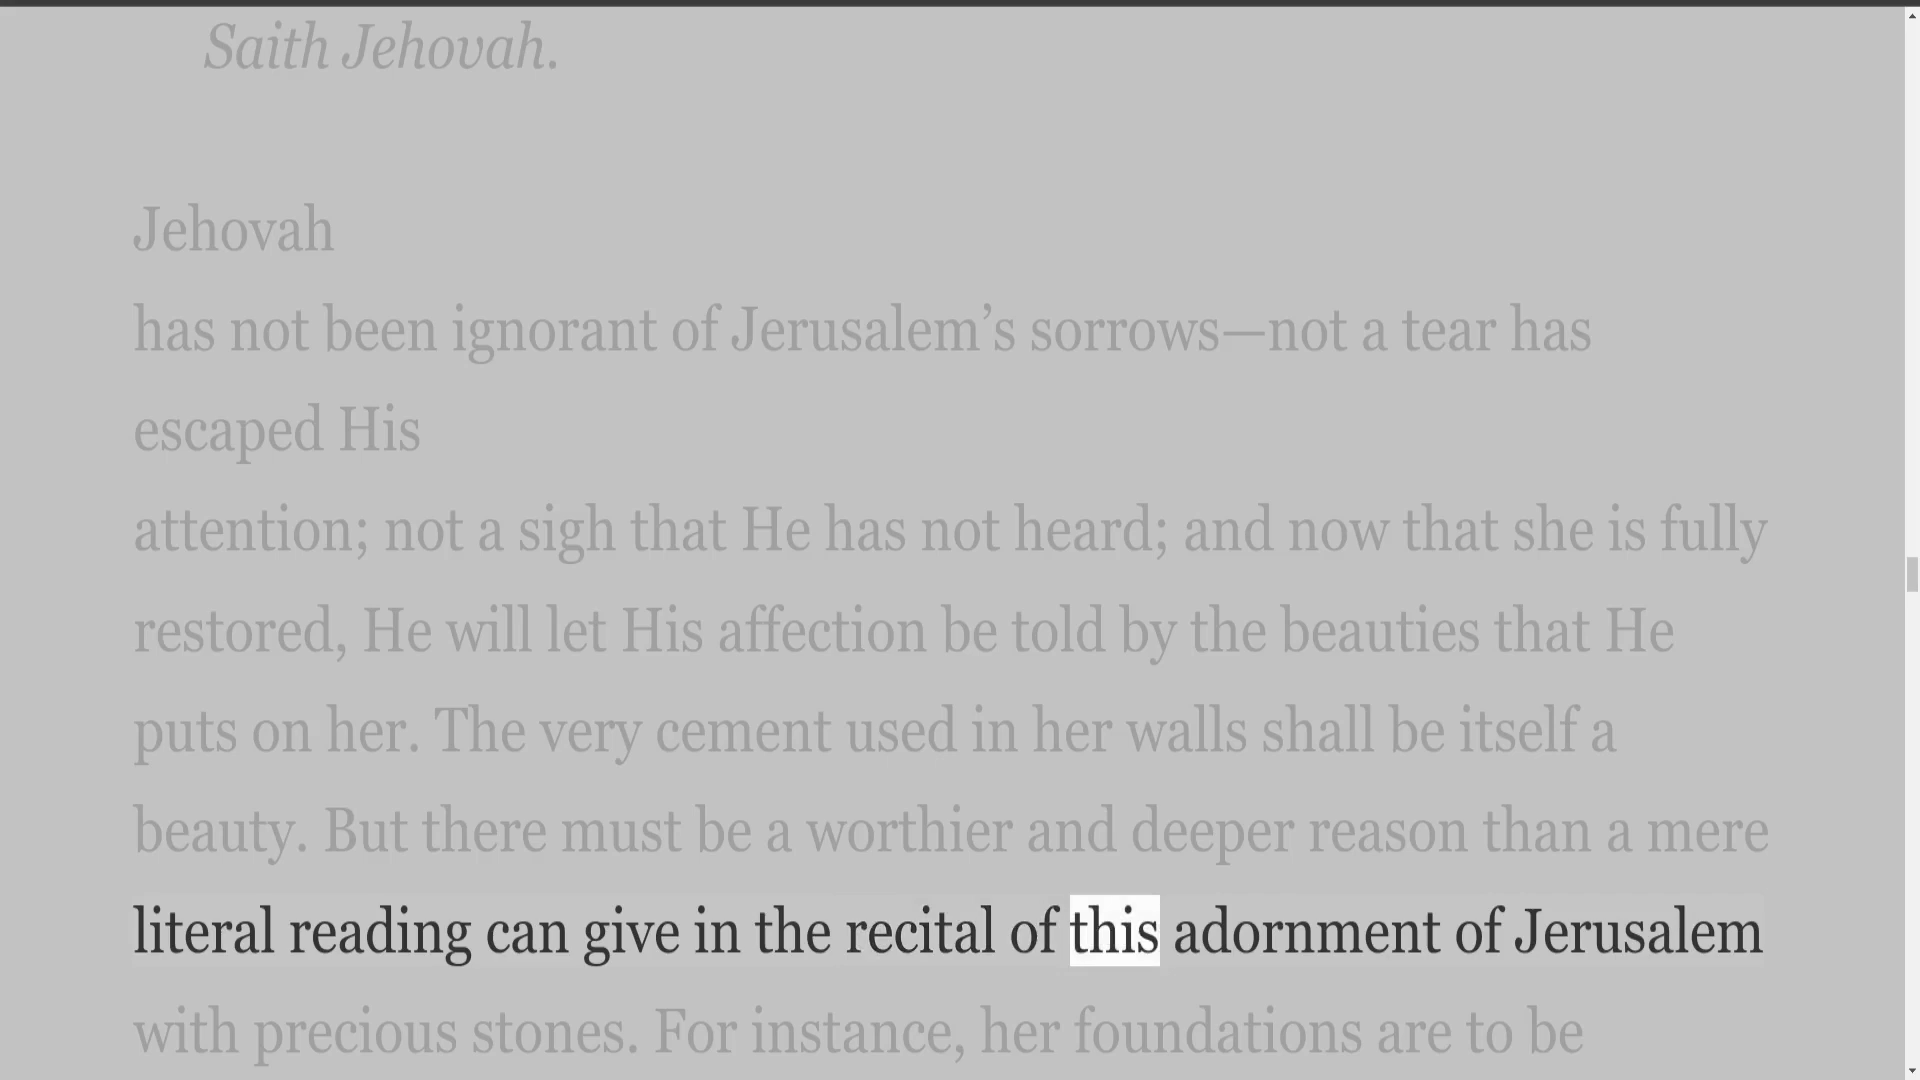 Saith Jehovah.
Jehovah
has not been ignorant of Jerusalem’s sorrows—not a tear has
escaped His
attention; not a sigh that He has not heard; and now that she is fully
restored, He will let His affection be told by the beauties that He
puts on her. The very cement used in her walls shall be itself a
beauty. But there must be a worthier and deeper reason than a mere
literal reading can give in the recital of this adornment of Jerusalem
with precious stones. For instance, her foundations are to be